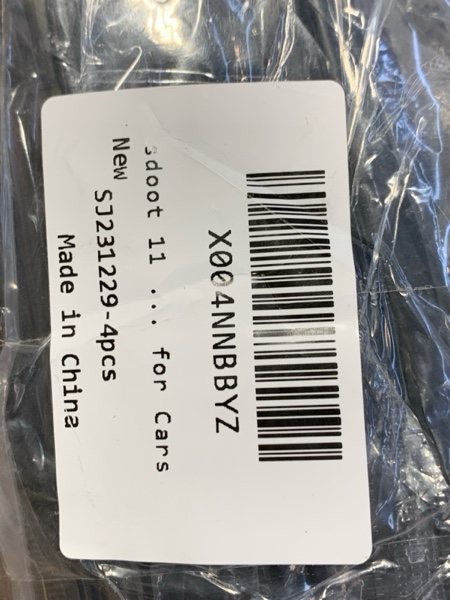 X004NNBBYZ
sdoot 11 ... for Cars
New SJ231229-4pcs
Made in China